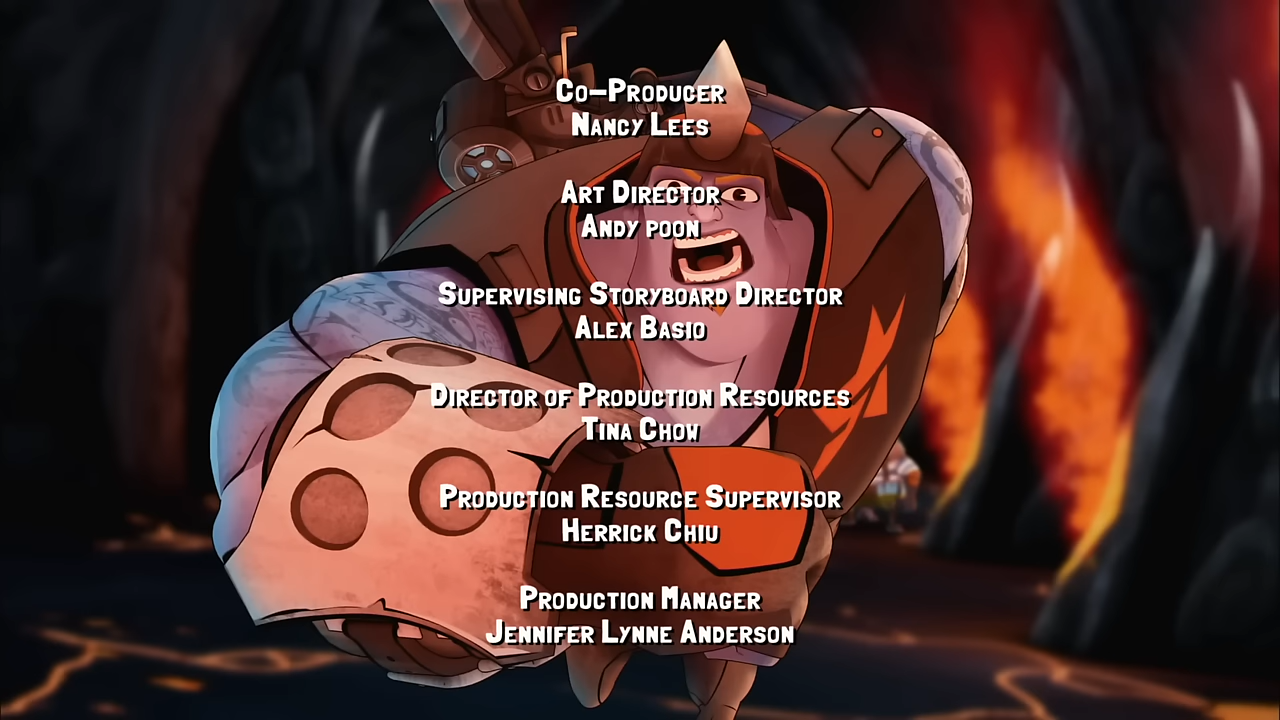 Co-Producer
Nancy Lees
Art Director
Andy poon
Supervising Storyboard Director
Alex Basio
Director of Production Resources
Tina Chow
Production Resource Supervisor
Herrick Chiu
Production Manager
Jennifer Lynne Anderson